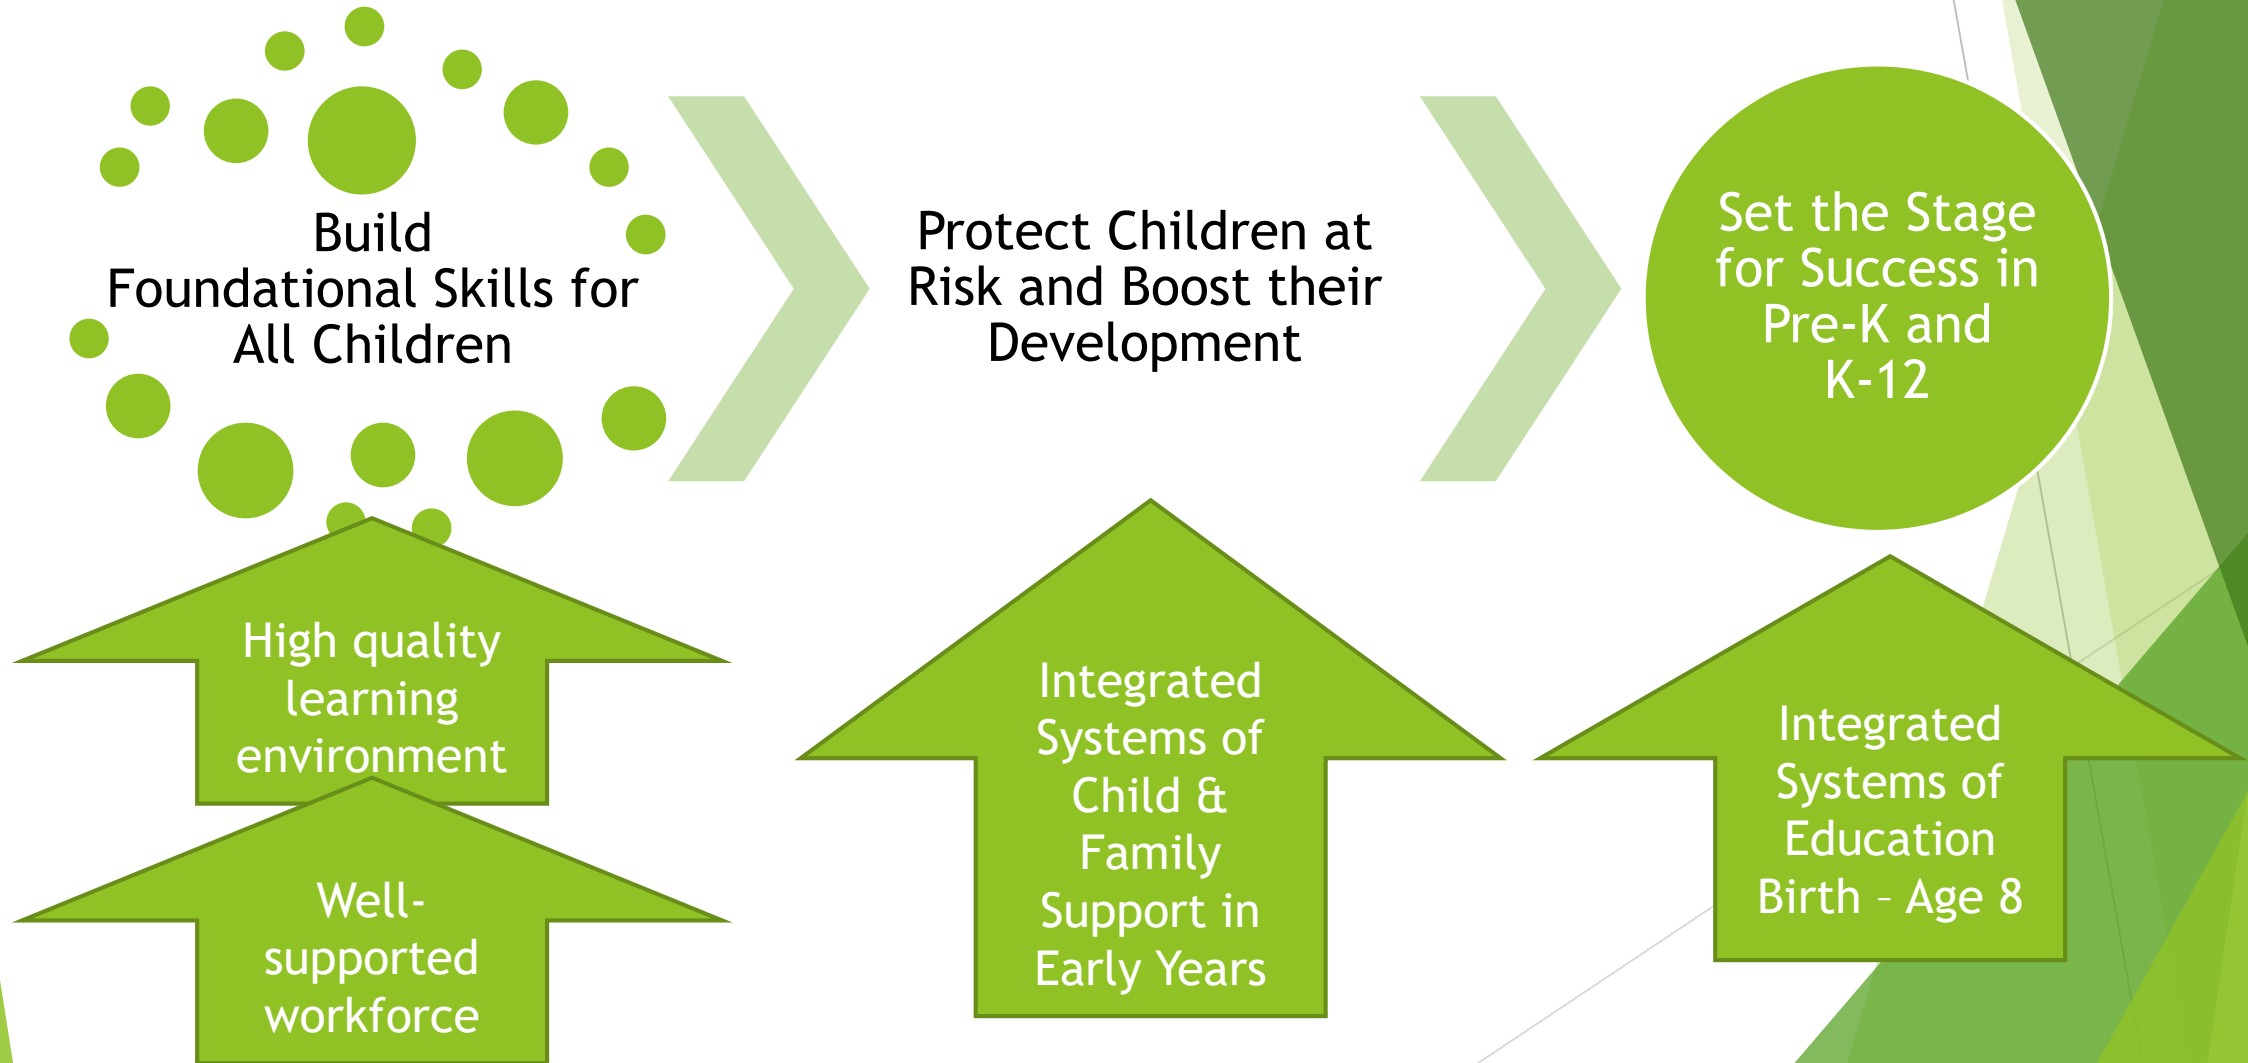 Build
Foundational Skills for
All Children
Protect Children at
Risk and Boost their
Development
Set the Stage
for Success in
Pre-K and
K-12
High quality
learning
environment
Well-
supported
workforce
Integrated
Systems of
Child &
Family
Support in
Early Years
Integrated
Systems of
Education
Birth – Age 8